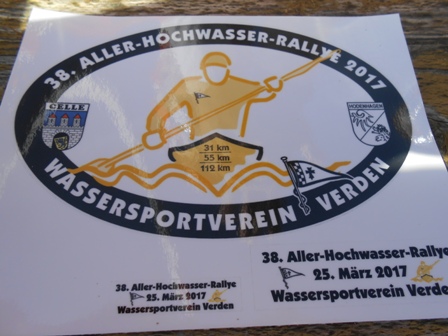 38. ALLER-HOCHWASSER-RALLYE 2017
CELLE
HODENHAGEN
31 km
55 km
112 km
WASSERSPORTVEREIN VERDEN
38. Aller-Hochwasser-Rallye
25. März 2017
Wassersportverein Verden
38. Aller-Hochwasser-Rallye
25. März 2017
Wassersportverein Verden